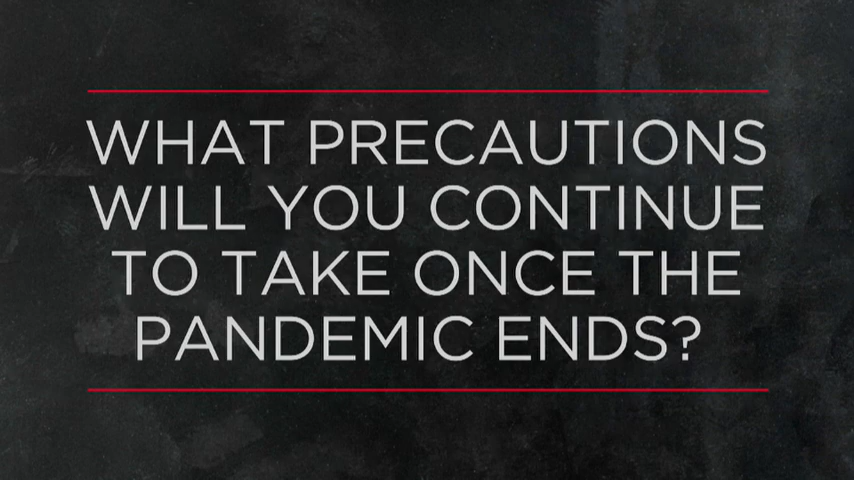 WHAT PRECAUTIONS
WILL YOU CONTINUE
TO TAKE ONCE THE
PANDEMIC ENDS?